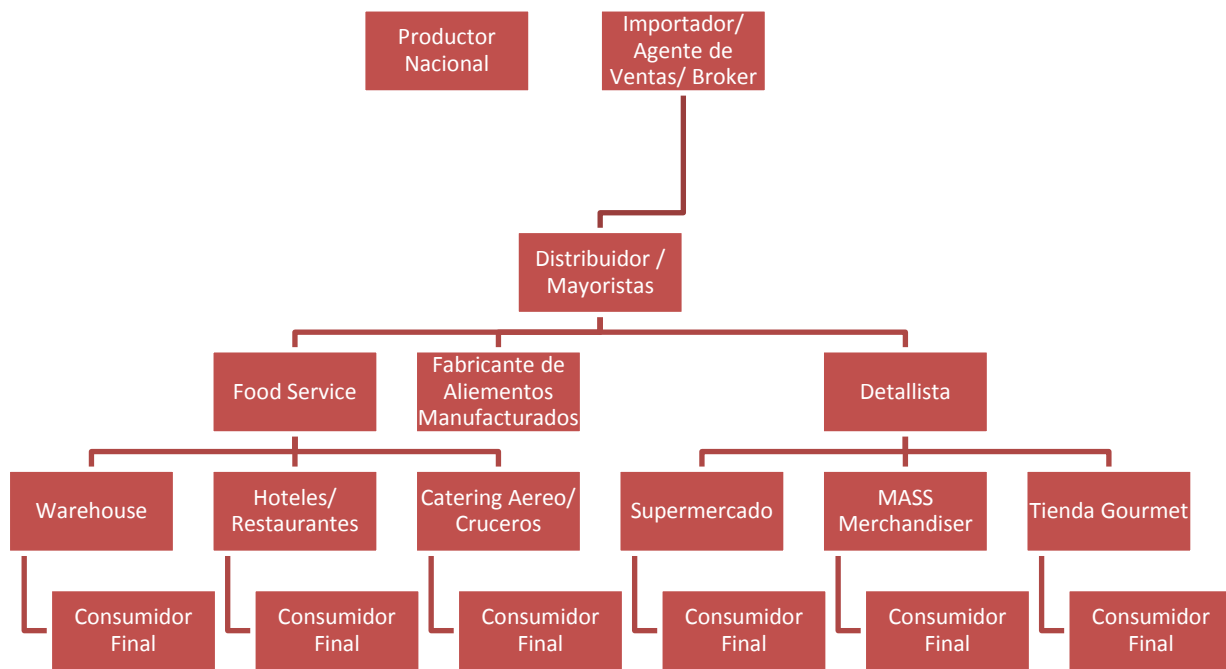 Productor
Nacional
Importador/
Agente de
Ventas/ Broker
Distribuidor /
Mayoristas
Food Service
Fabricante de
Aliementos
Manufacturados
Detallista
Warehouse
Hoteles/
Restaurantes
Catering Aereo/
Cruceros
Supermercado
MASS
Merchandiser
Tienda Gourmet
Consumidor
Final
Consumidor
Final
Consumidor
Final
Consumidor
Final
Consumidor
Final
Consumidor
Final